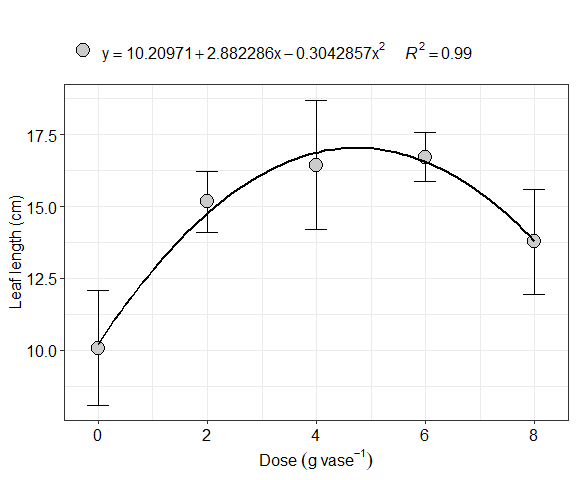 y = 10.20971 + 2.882286x − 0.3042857x² R² = 0.99
Leaf length (cm)
17.5
15.0
12.5
10.0
0 2 4 6 8
Dose (g vase⁻¹)